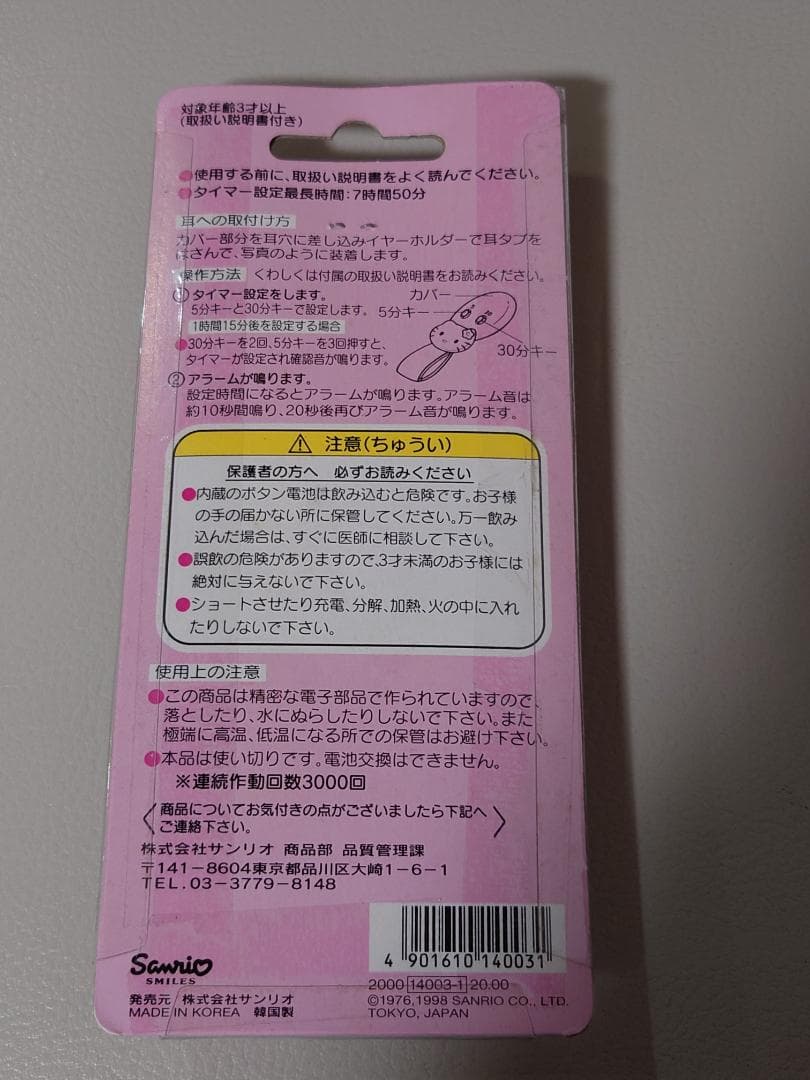 対象年齢3才以上
(取扱い説明書付き)
●使用する前に、取扱い説明書をよく読んでください。
●タイマー設定最長時間:7時間50分
耳への取付け方
カバー部分を耳穴に差し込みイヤーホルダーで耳タブを
はさんで、写真のように装着します。
操作方法 くわしくは付属の取扱い説明書をお読みください。
①タイマー設定をします。
5分キーと30分キーで設定します。
1時間15分後を設定する場合
●30分キーを2回、5分キーを3回押すと、
タイマーが設定され確認音が鳴ります。
カバー
5分キー
30分キー
②アラームが鳴ります。
設定時間になるとアラームが鳴ります。アラーム音は
約10秒間鳴り、20秒後再びアラーム音が鳴ります。
⚠ 注意(ちゅうい)
保護者の方へ 必ずお読みください
●内蔵のボタン電池は飲み込むと危険です。お子様
の手の届かない所に保管してください。万一飲み
込んだ場合は、すぐに医師に相談して下さい。
●誤飲の危険がありますので、3才未満のお子様には
絶対に与えないで下さい。
●ショートさせたり充電、分解、加熱、火の中に入れ
たりしないで下さい。
使用上の注意
●この商品は精密な電子部品で作られていますので、
落としたり、水にぬらしたりしないで下さい。また
極端に高温、低温になる所での保管はお避け下さい。
●本品は使い切りです。電池交換はできません。
※連続作動回数3000回
〈商品についてお気付きの点がございましたら下記へ
ご連絡下さい。〉
株式会社サンリオ 商品部 品質管理課
〒141-8604東京都品川区大崎1-6-1
TEL.03-3779-8148
4 901610 140031
Sanrio
SMILES
発売元 株式会社サンリオ
MADE IN KOREA 韓国製
2000 14003-1 20.00
©1976,1998 SANRIO CO., LTD.
TOKYO, JAPAN